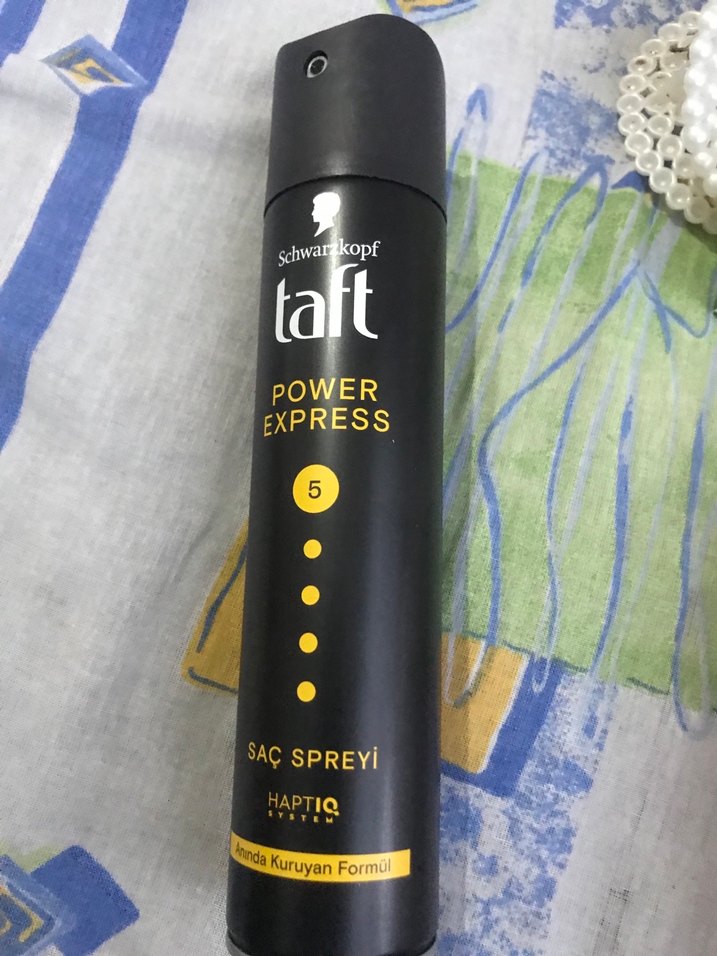 Schwarzkopf
taft
POWER
EXPRESS
5
SAÇ SPREYİ
HAPTIQ
SYSTEM
Anında Kuruyan Formül